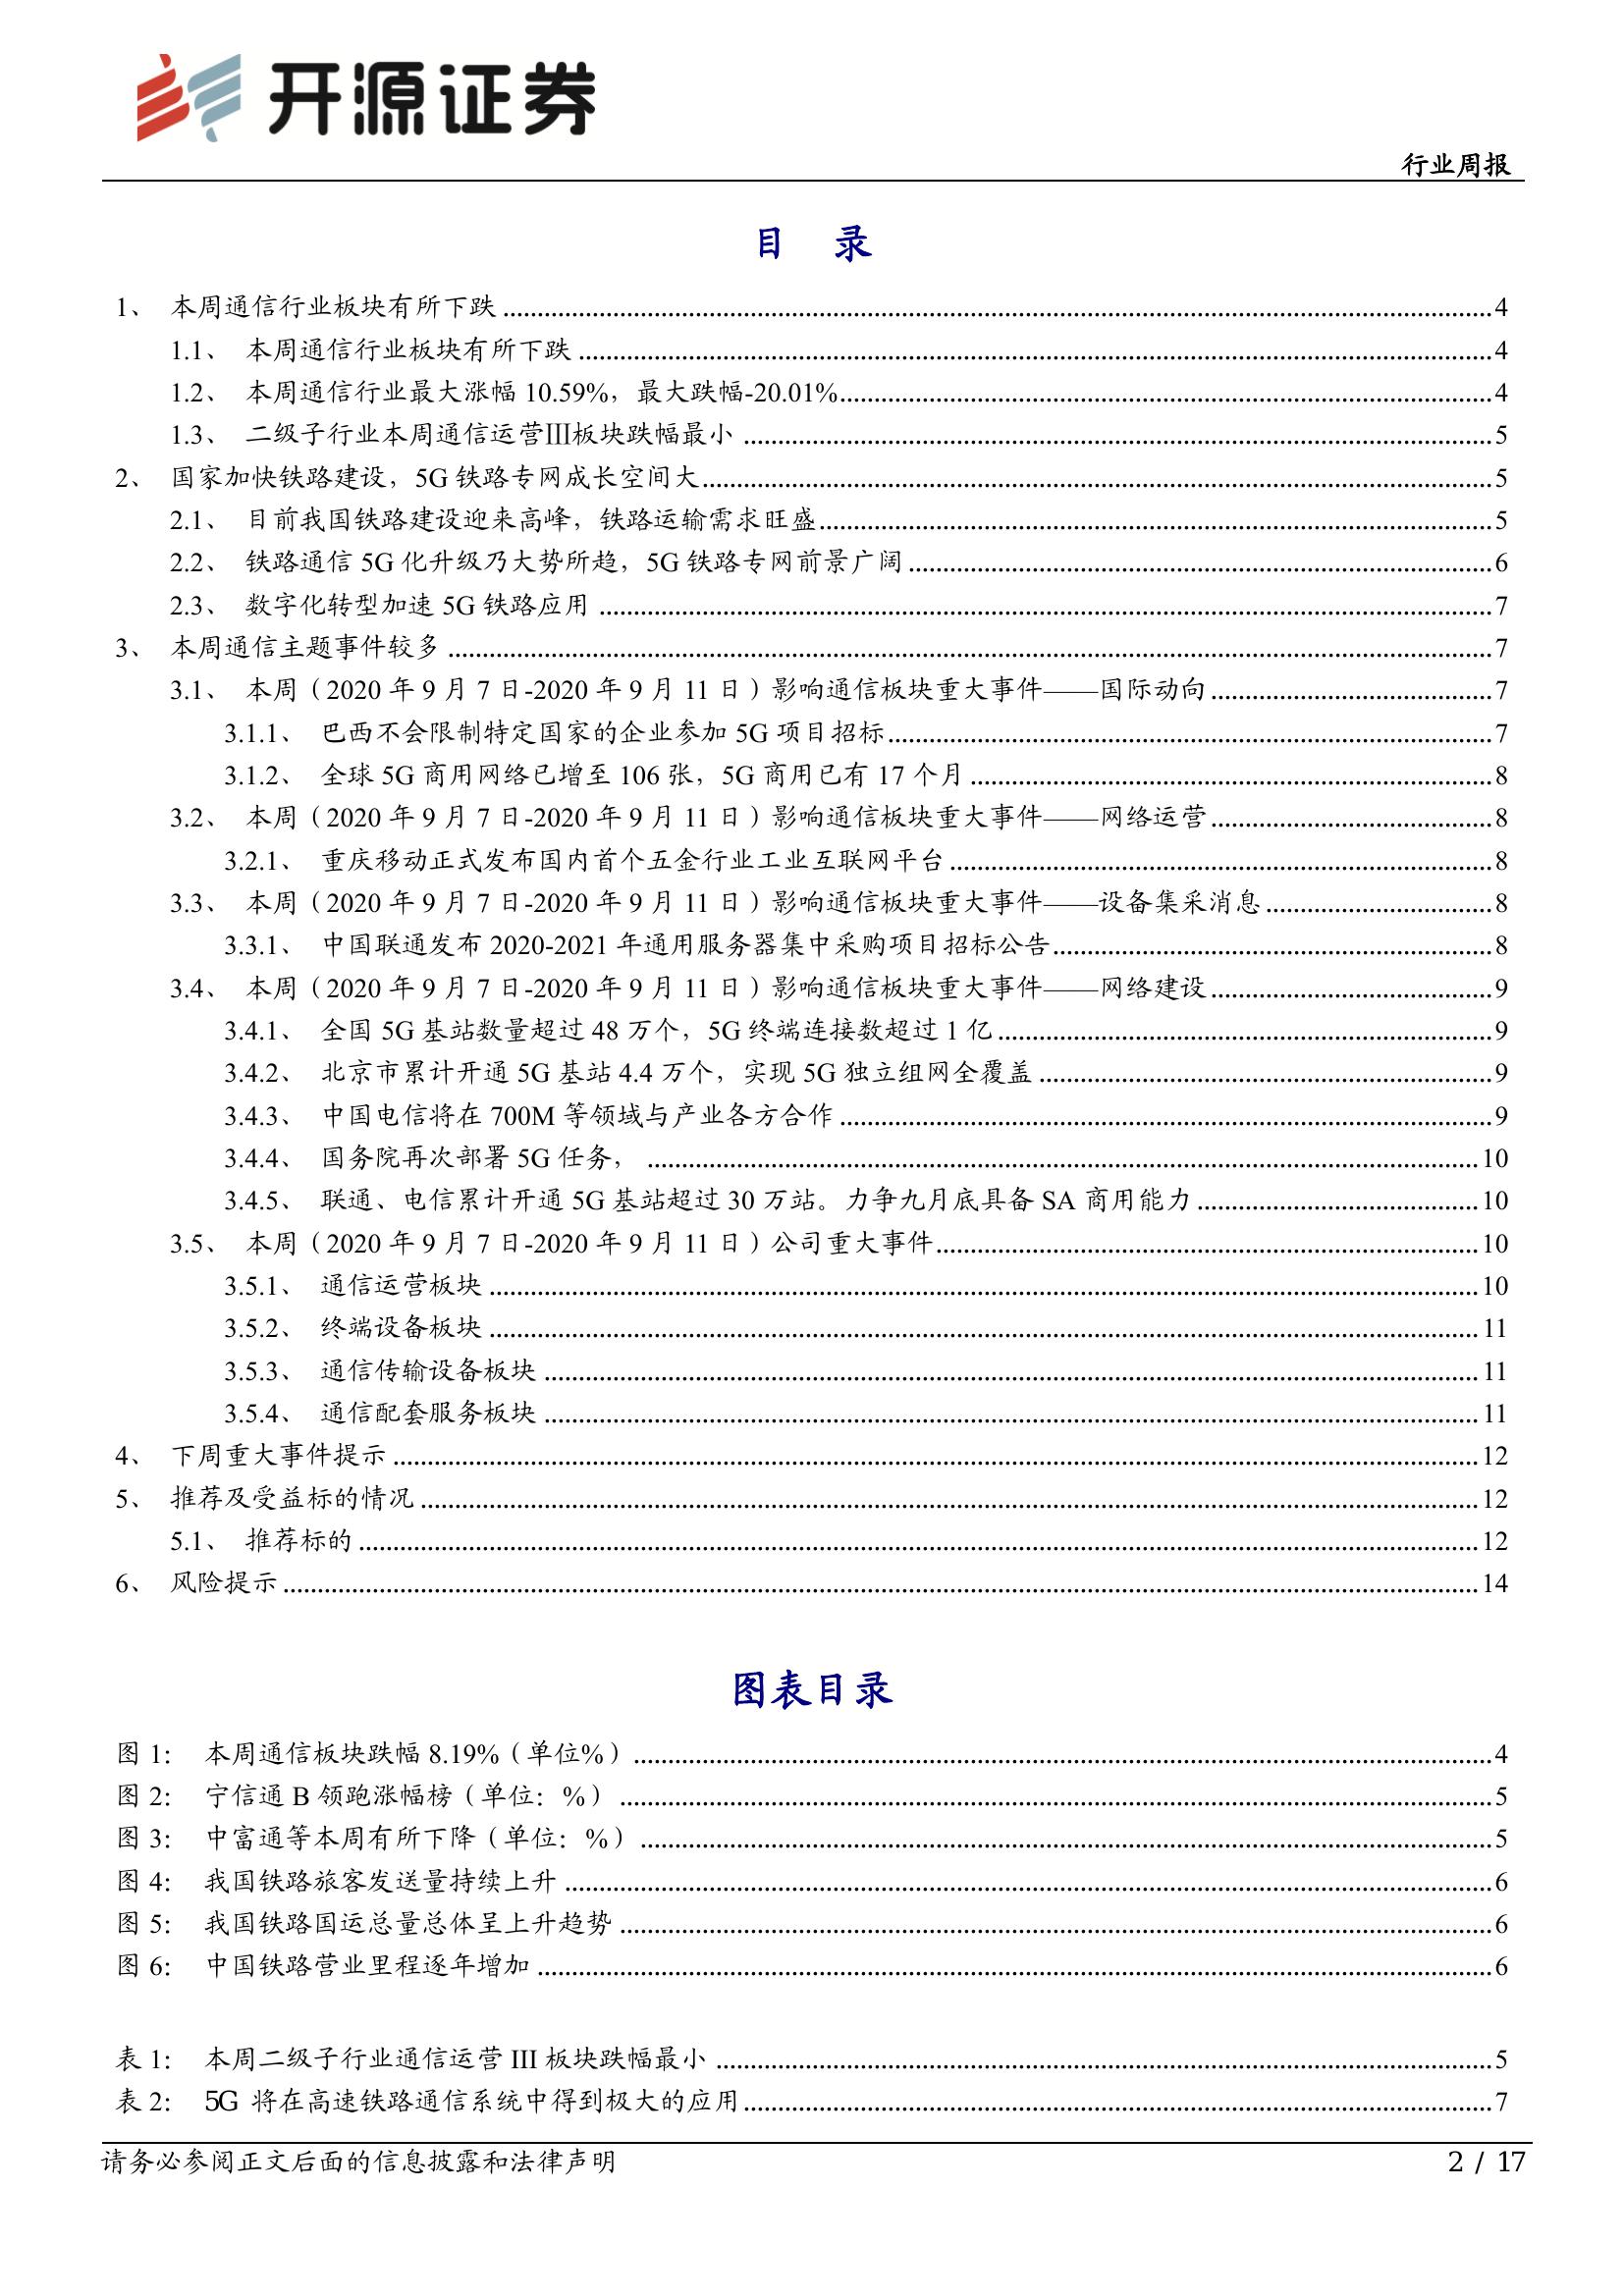 开源证券
行业周报
目 录
1、 本周通信行业板块有所下跌 4
1.1、 本周通信行业板块有所下跌 4
1.2、 本周通信行业最大涨幅 10.59%，最大跌幅-20.01% 4
1.3、 二级子行业本周通信运营Ⅲ板块跌幅最小 5
2、 国家加快铁路建设，5G 铁路专网成长空间大 5
2.1、 目前我国铁路建设迎来高峰，铁路运输需求旺盛 5
2.2、 铁路通信 5G 化升级乃大势所趋，5G 铁路专网前景广阔 6
2.3、 数字化转型加速 5G 铁路应用 7
3、 本周通信主题事件较多 7
3.1、 本周（2020 年 9 月 7 日-2020 年 9 月 11 日）影响通信板块重大事件——国际动向 7
3.1.1、 巴西不会限制特定国家的企业参加 5G 项目招标 7
3.1.2、 全球 5G 商用网络已增至 106 张，5G 商用已有 17 个月 8
3.2、 本周（2020 年 9 月 7 日-2020 年 9 月 11 日）影响通信板块重大事件——网络运营 8
3.2.1、 重庆移动正式发布国内首个五金行业工业互联网平台 8
3.3、 本周（2020 年 9 月 7 日-2020 年 9 月 11 日）影响通信板块重大事件——设备集采消息 8
3.3.1、 中国联通发布 2020-2021 年通用服务器集中采购项目招标公告 8
3.4、 本周（2020 年 9 月 7 日-2020 年 9 月 11 日）影响通信板块重大事件——网络建设 9
3.4.1、 全国 5G 基站数量超过 48 万个，5G 终端连接数超过 1 亿 9
3.4.2、 北京市累计开通 5G 基站 4.4 万个，实现 5G 独立组网全覆盖 9
3.4.3、 中国电信将在 700M 等领域与产业各方合作 9
3.4.4、 国务院再次部署 5G 任务， 10
3.4.5、 联通、电信累计开通 5G 基站超过 30 万站。力争九月底具备 SA 商用能力 10
3.5、 本周（2020 年 9 月 7 日-2020 年 9 月 11 日）公司重大事件 10
3.5.1、 通信运营板块 10
3.5.2、 终端设备板块 11
3.5.3、 通信传输设备板块 11
3.5.4、 通信配套服务板块 11
4、 下周重大事件提示 12
5、 推荐及受益标的情况 12
5.1、 推荐标的 12
6、 风险提示 14
图表目录
图 1： 本周通信板块跌幅 8.19%（单位%） 4
图 2： 宁信通 B 领跑涨幅榜（单位：%） 5
图 3： 中富通等本周有所下降（单位：%） 5
图 4： 我国铁路旅客发送量持续上升 6
图 5： 我国铁路国运总量总体呈上升趋势 6
图 6： 中国铁路营业里程逐年增加 6
表 1： 本周二级子行业通信运营 III 板块跌幅最小 5
表 2： 5G 将在高速铁路通信系统中得到极大的应用 7
请务必参阅正文后面的信息披露和法律声明 2 / 17